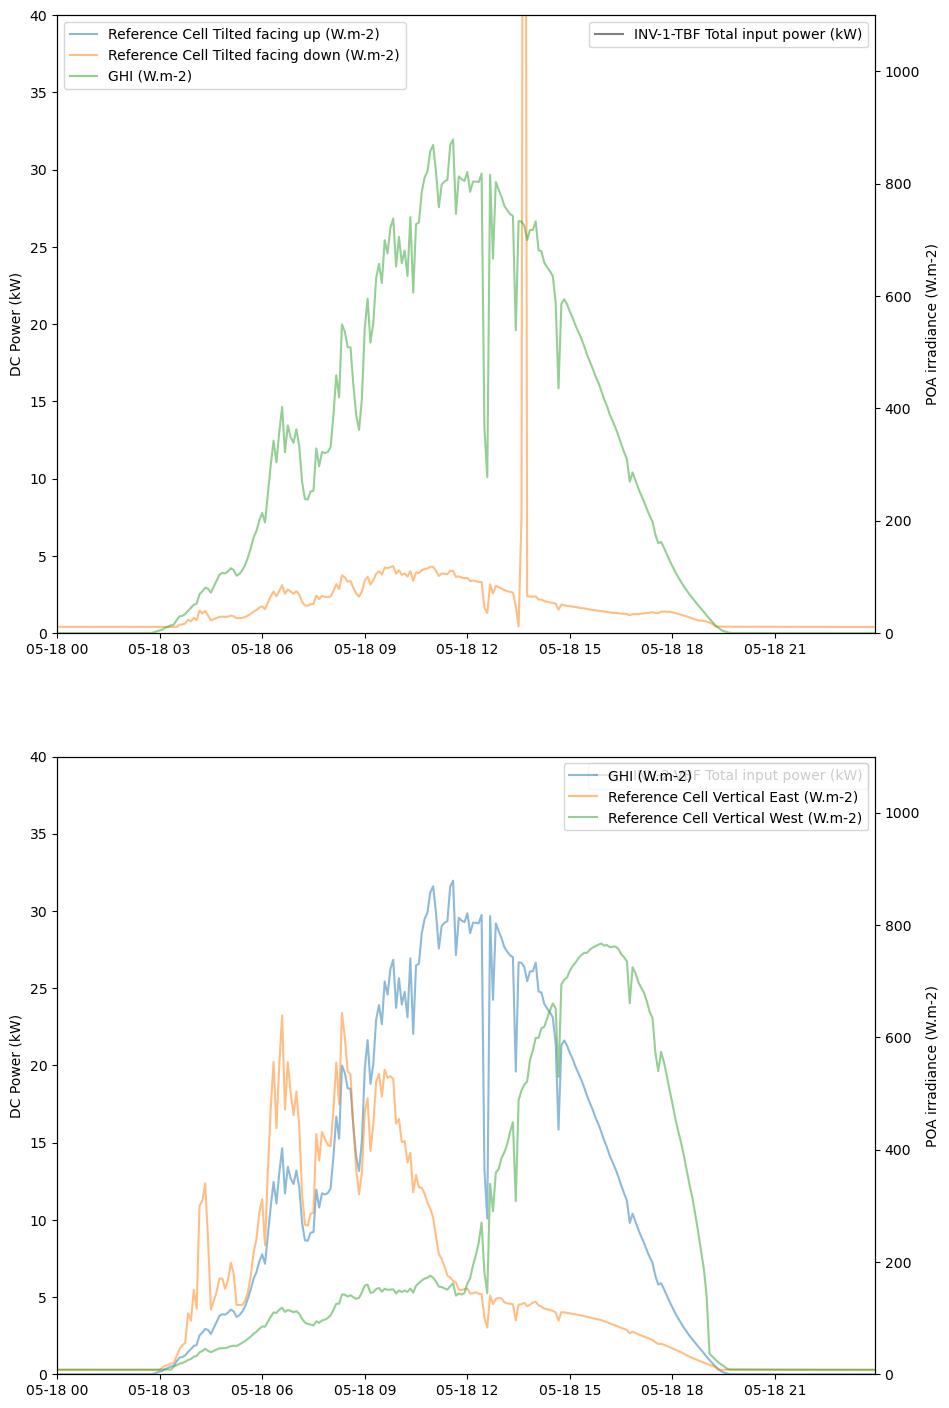 40
35
30
25
20
15
10
5
0
DC Power (kW)
Reference Cell Tilted facing up (W.m-2)
Reference Cell Tilted facing down (W.m-2)
GHI (W.m-2)
INV-1-TBF Total input power (kW)
1000
800
600
400
200
0
POA irradiance (W.m-2)
05-18 00 05-18 03 05-18 06 05-18 09 05-18 12 05-18 15 05-18 18 05-18 21
40
35
30
25
20
15
10
5
0
DC Power (kW)
GHI (W.m-2)
Total input power (kW)
Reference Cell Vertical East (W.m-2)
Reference Cell Vertical West (W.m-2)
1000
800
600
400
200
0
POA irradiance (W.m-2)
05-18 00 05-18 03 05-18 06 05-18 09 05-18 12 05-18 15 05-18 18 05-18 21